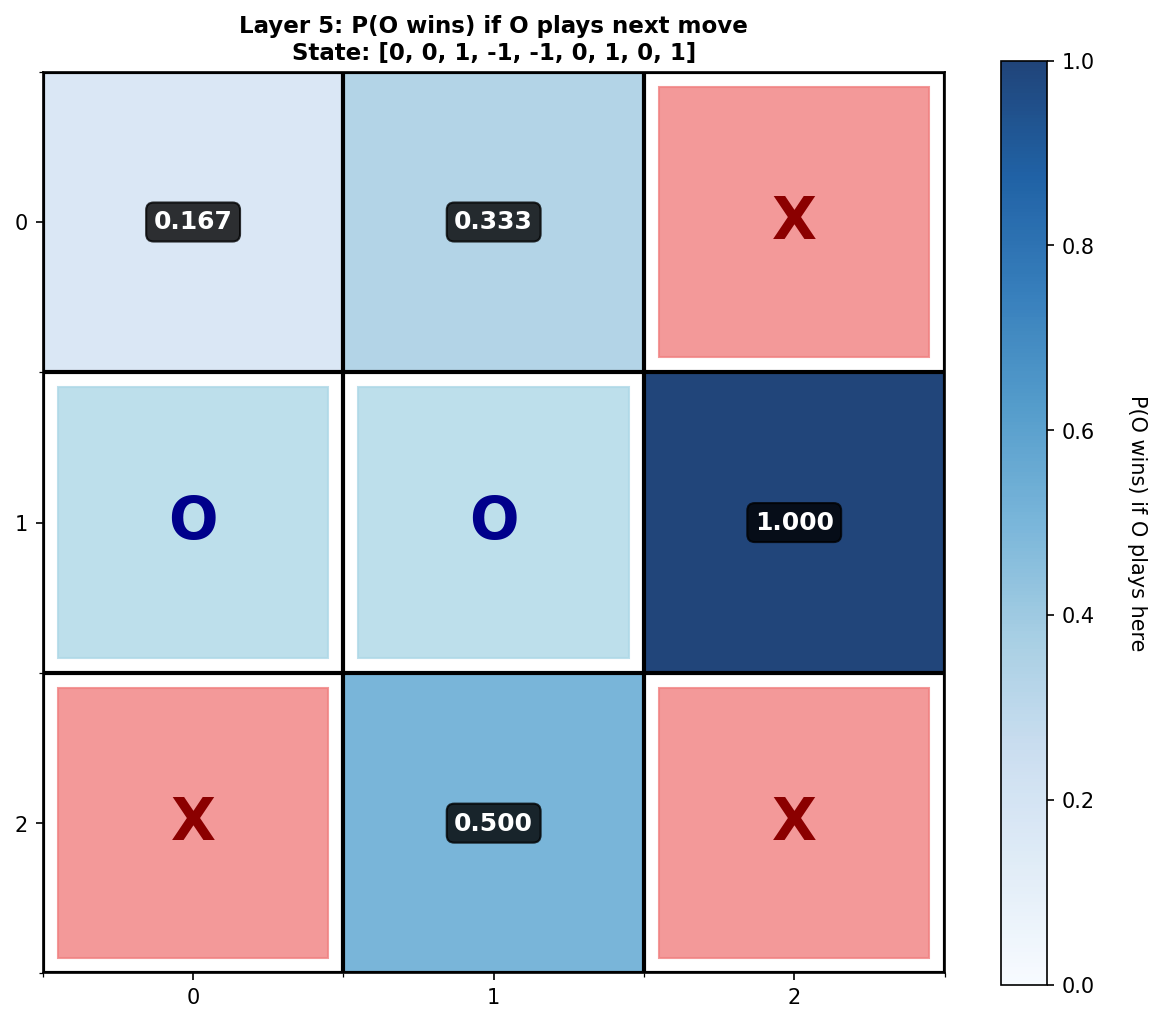 Layer 5: P(O wins) if O plays next move
State: [0, 0, 1, -1, -1, 0, 1, 0, 1]
0
0.167
0.333
X
1
O
O
1.000
2
X
0.500
X
0
1
2
1.0
0.8
0.6
0.4
0.2
0.0
P(O wins) if O plays here